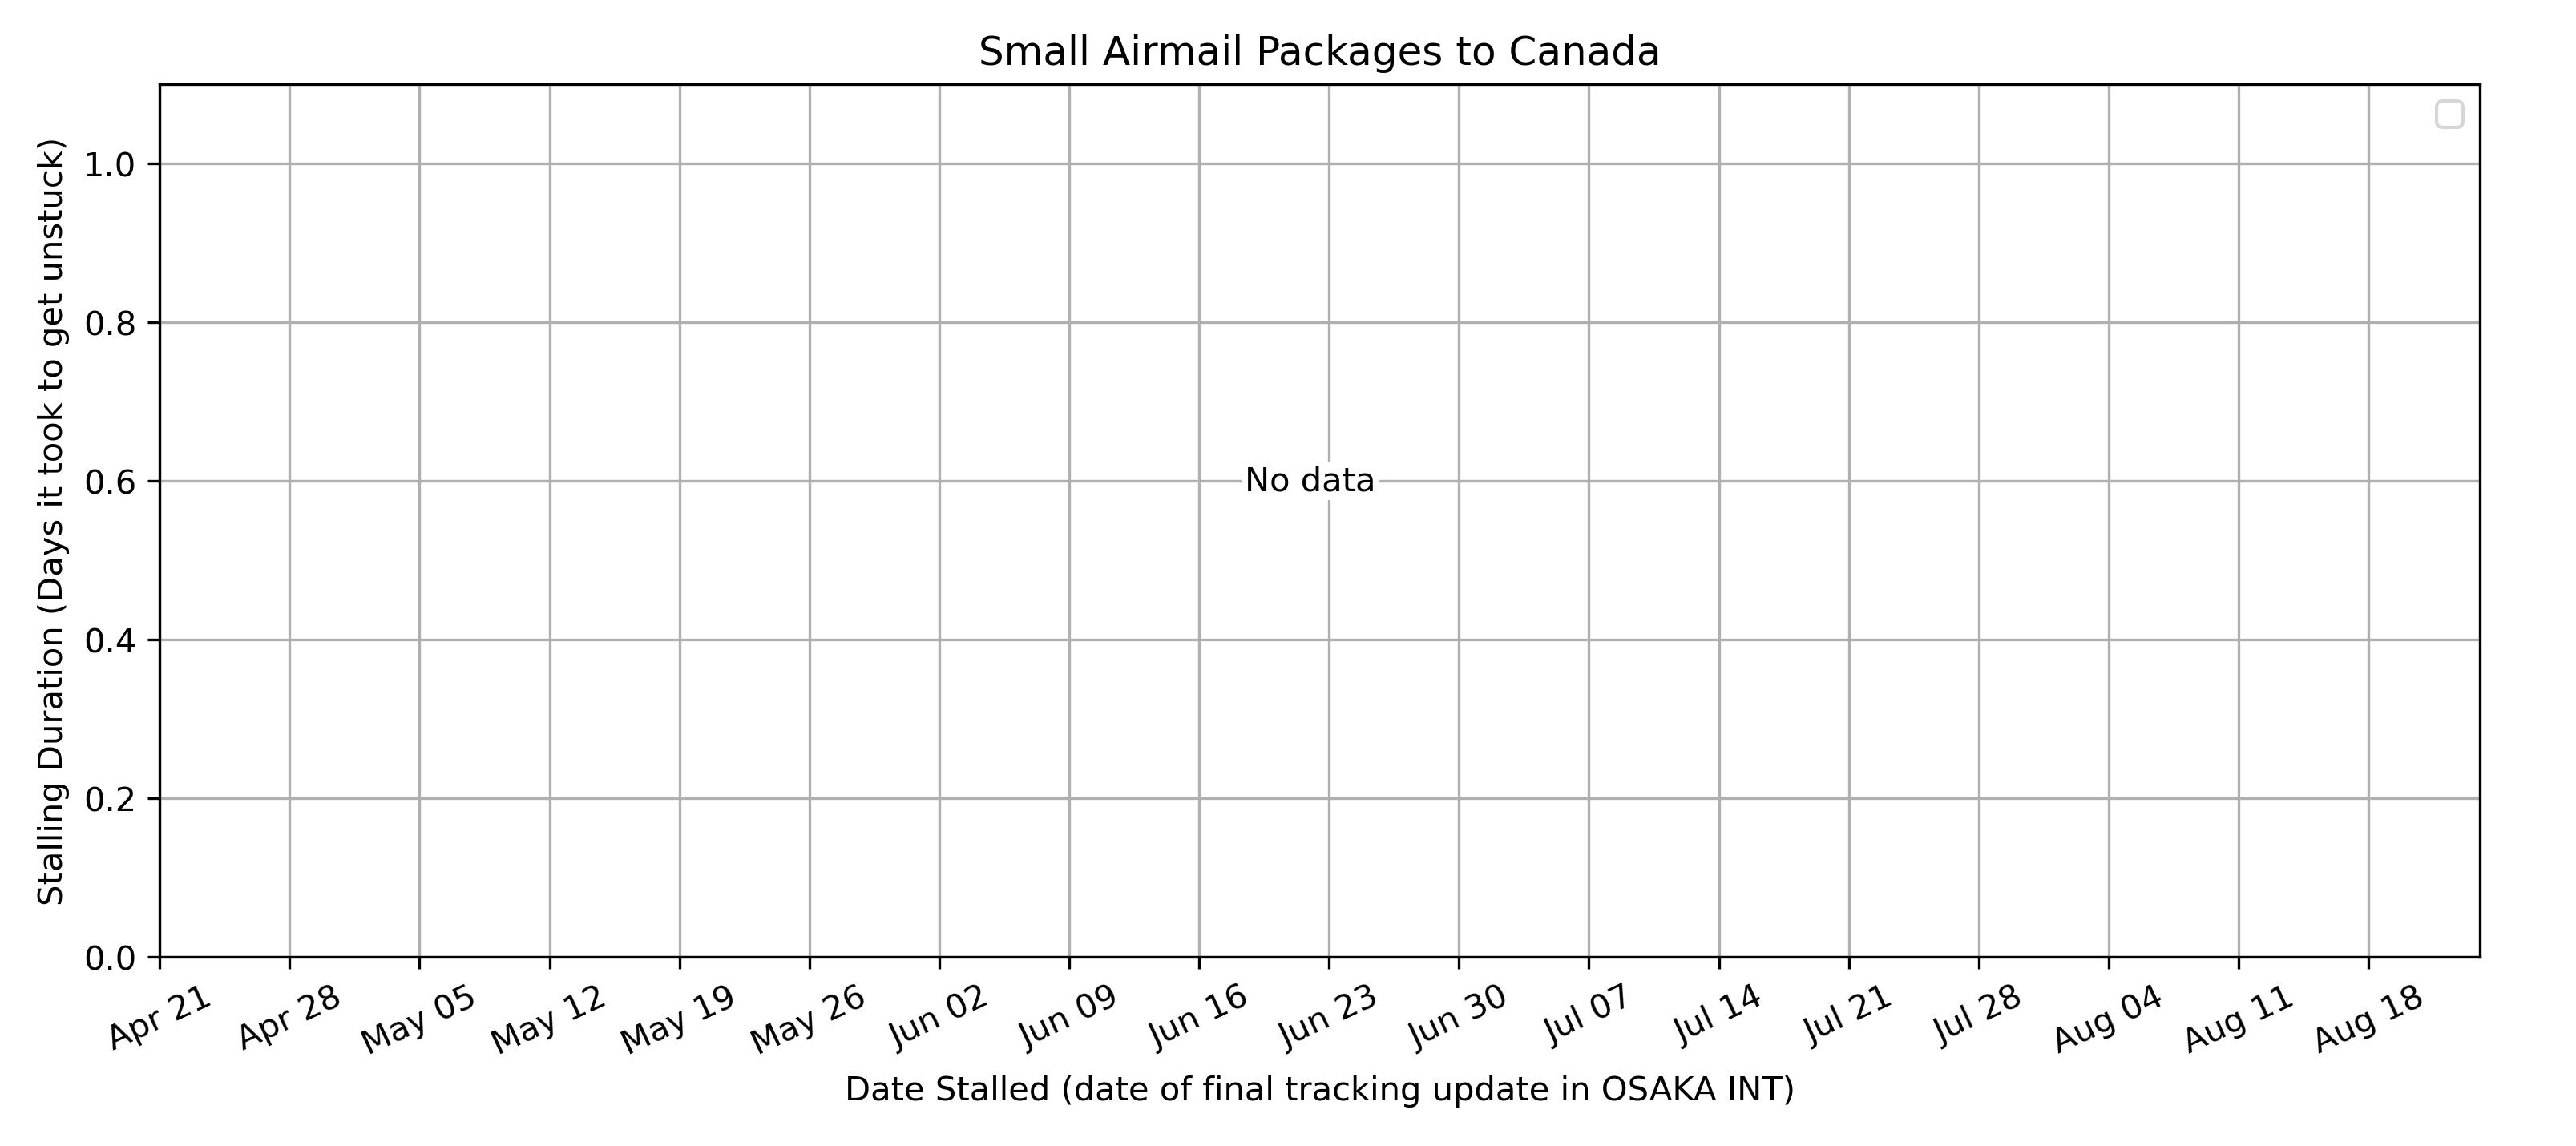 Small Airmail Packages to Canada
Stalling Duration (Days it took to get unstuck)
1.0
0.8
0.6
0.4
0.2
0.0
No data
Apr 21
Apr 28
May 05
May 12
May 19
May 26
Jun 02
Jun 09
Jun 16
Jun 23
Jun 30
Jul 07
Jul 14
Jul 21
Jul 28
Aug 04
Aug 11
Aug 18
Date Stalled (date of final tracking update in OSAKA INT)